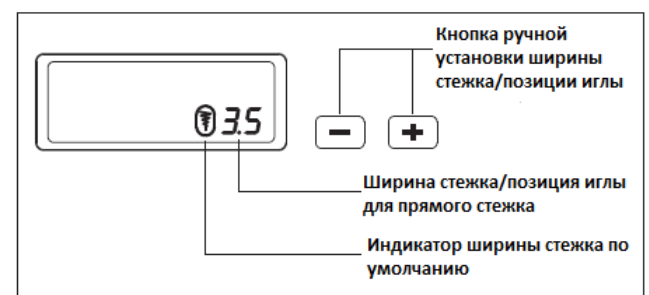 Кнопка ручной
установки ширины
стежка/позиции иглы
3.5
− +
Ширина стежка/позиция иглы
для прямого стежка
Индикатор ширины стежка по
умолчанию